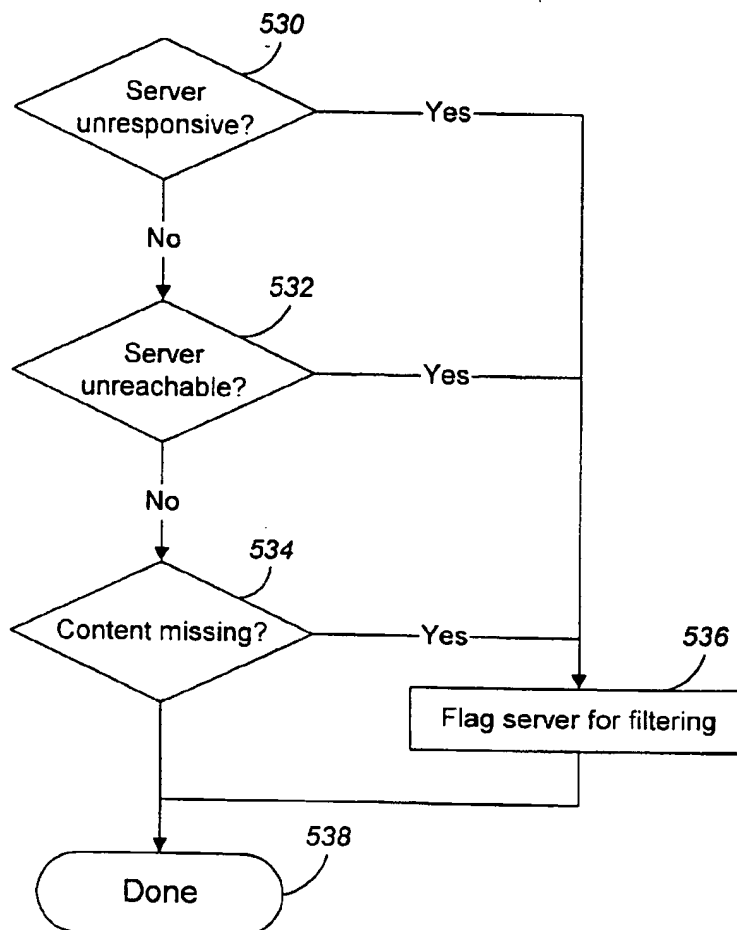 530
Server
unresponsive?
Yes
No
532
Server
unreachable?
Yes
No
534
Content missing?
Yes
536
Flag server for filtering
538
Done